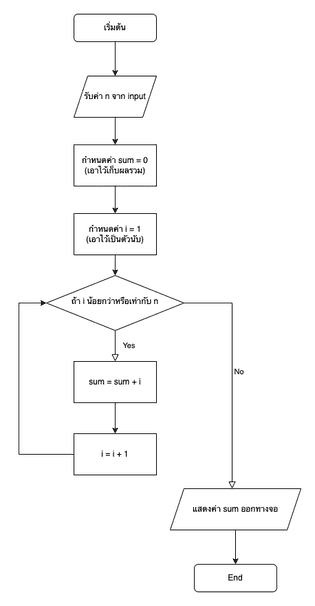 เริ่มต้น
รับค่า n จาก input
กำหนดค่า sum = 0
(เอาไว้เก็บผลรวม)
กำหนดค่า i = 1
(เอาไว้เป็นตัวนับ)
ถ้า i น้อยกว่าหรือเท่ากับ n
Yes
No
sum = sum + i
i = i + 1
แสดงค่า sum ออกทางจอ
End